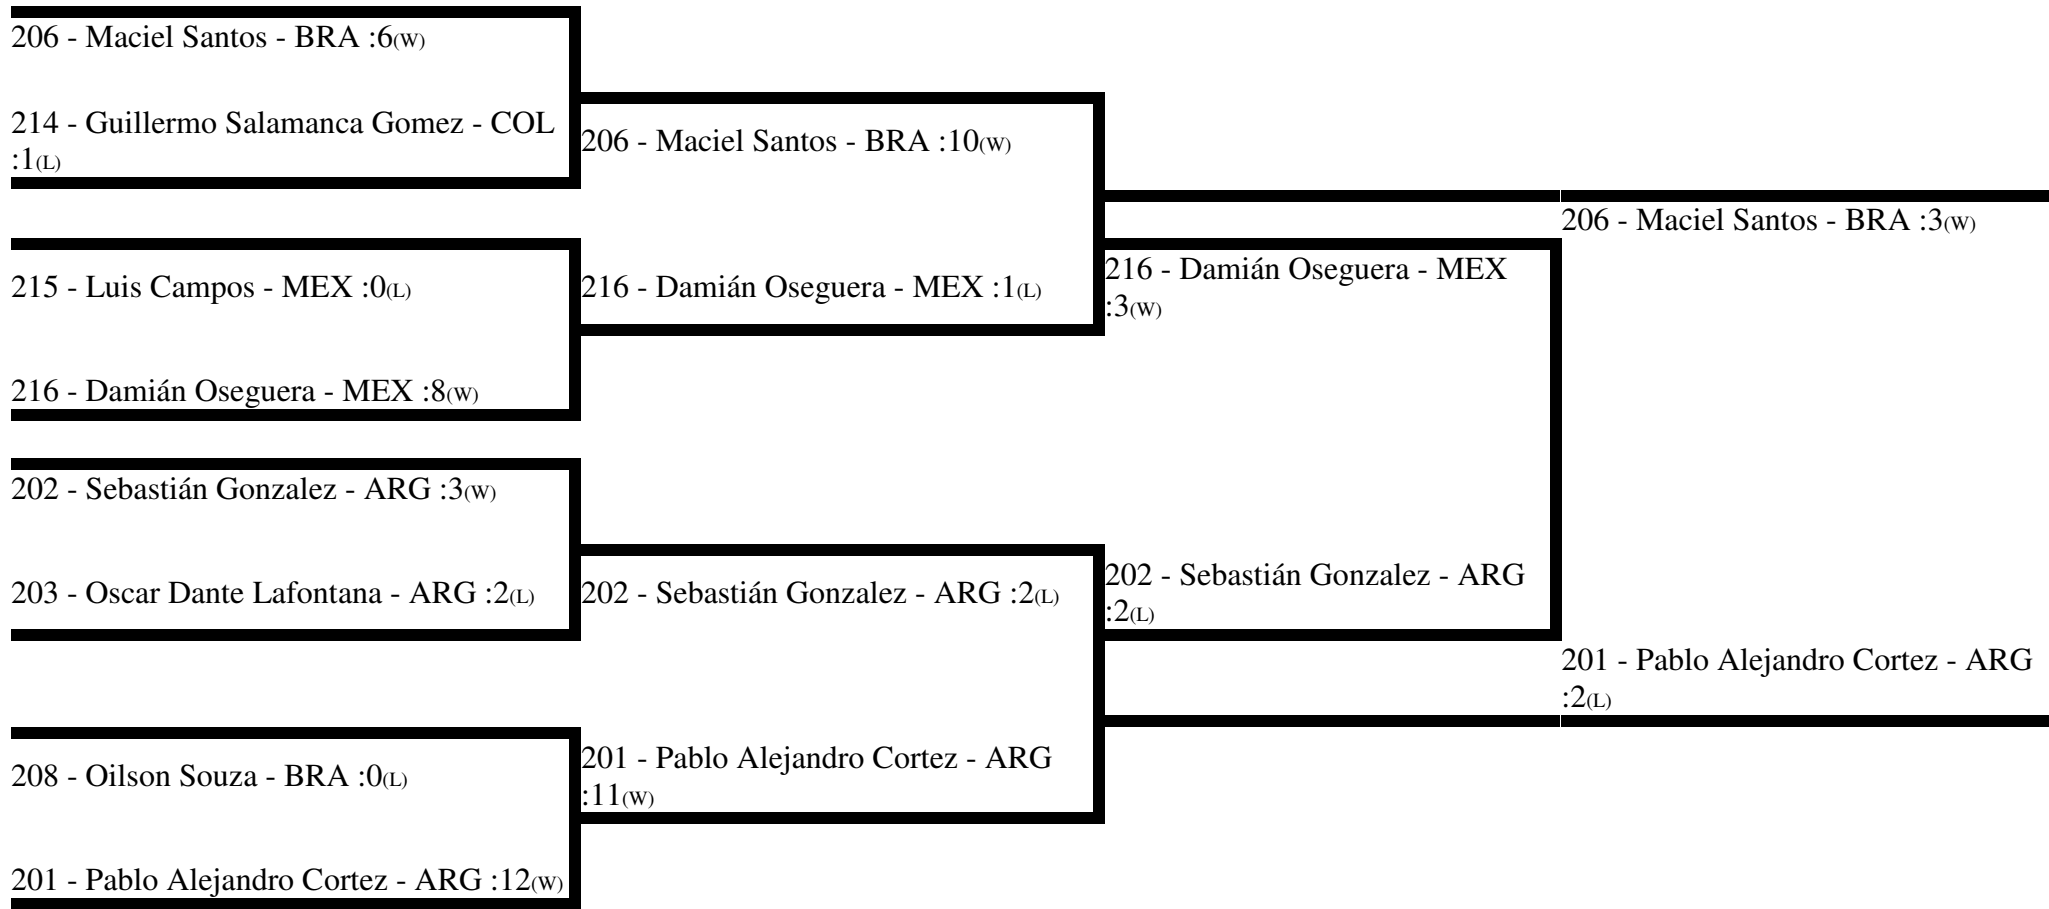 206 - Maciel Santos - BRA :6(W)
214 - Guillermo Salamanca Gomez - COL
:1(L)
215 - Luis Campos - MEX :0(L)
216 - Damián Oseguera - MEX :8(W)
202 - Sebastián Gonzalez - ARG :3(W)
203 - Oscar Dante Lafontana - ARG :2(L)
208 - Oilson Souza - BRA :0(L)
201 - Pablo Alejandro Cortez - ARG :12(W)
206 - Maciel Santos - BRA :10(W)
216 - Damián Oseguera - MEX :1(L)
202 - Sebastián Gonzalez - ARG :2(L)
201 - Pablo Alejandro Cortez - ARG
:11(W)
216 - Damián Oseguera - MEX
:3(W)
202 - Sebastián Gonzalez - ARG
:2(L)
206 - Maciel Santos - BRA :3(W)
201 - Pablo Alejandro Cortez - ARG
:2(L)